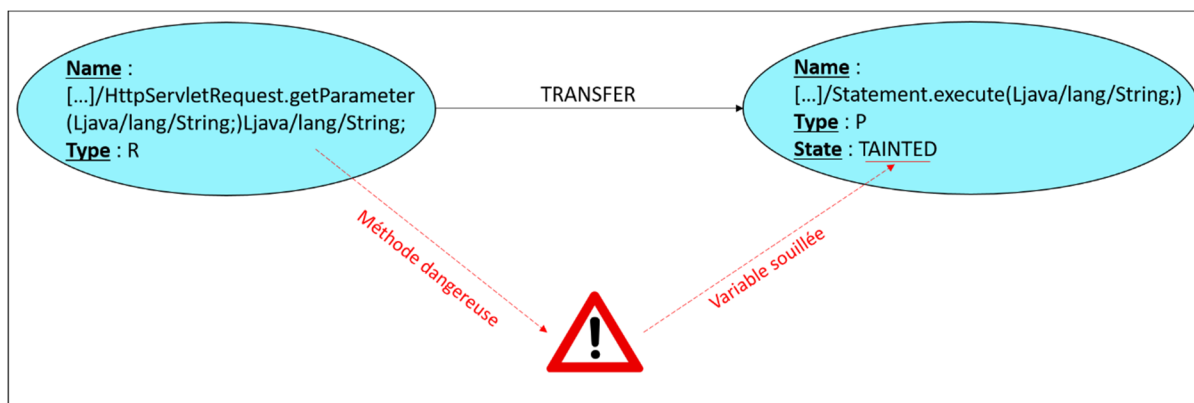 Name :
[...]/HttpServletRequest.getParameter
(Ljava/lang/String;)Ljava/lang/String;
Type : R
TRANSFER
Name :
[...]/Statement.execute(Ljava/lang/String;)
Type : P
State : TAINTED
Méthode dangereuse
Variable souillée
!